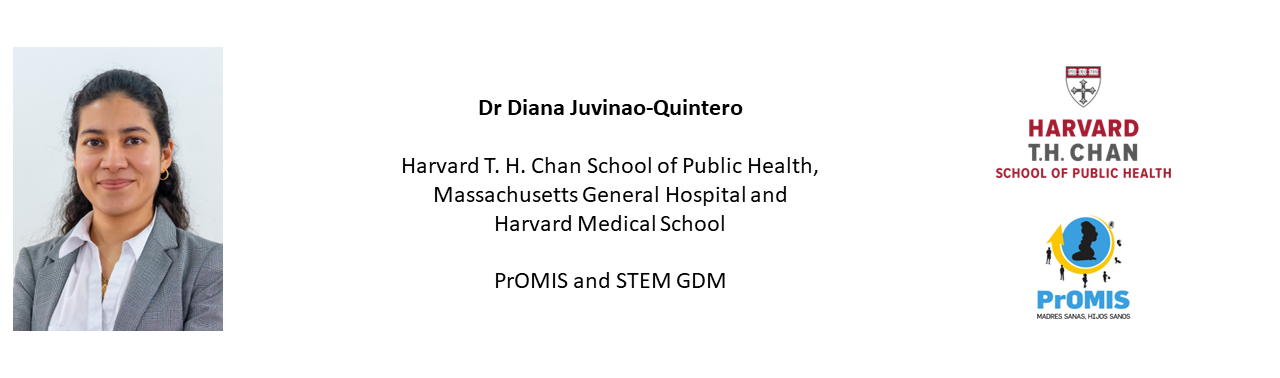 Dr Diana Juvinao-Quintero
Harvard T. H. Chan School of Public Health,
Massachusetts General Hospital and
Harvard Medical School
PrOMIS and STEM GDM
HARVARD
T.H. CHAN
SCHOOL OF PUBLIC HEALTH
PrOMIS
MADRES SANAS, HIJOS SANOS